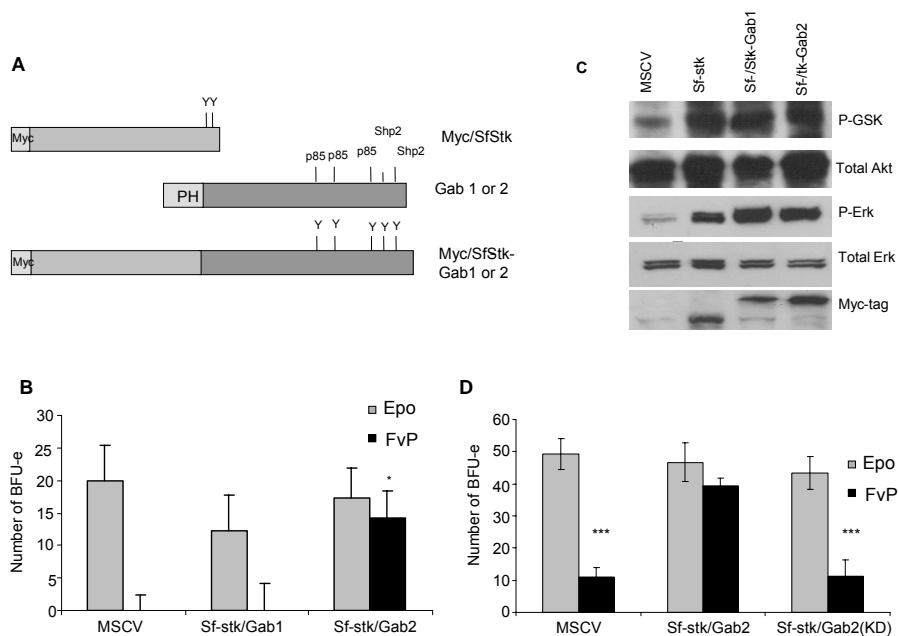 A
YY
Myc
Myc/SfStk
p85 p85 p85 Shp2 Shp2
PH
Gab 1 or 2
Y Y Y Y Y
Myc
Myc/SfStk-
Gab1 or 2
C
MSCV
Sf-stk
Sf-/Stk-Gab1
Sf-/tk-Gab2
P-GSK
Total Akt
P-Erk
Total Erk
Myc-tag
B
Epo
FvP
Number of BFU-e
30
25
20
15
10
5
0
*
MSCV
Sf-stk/Gab1
Sf-stk/Gab2
D
Epo
FvP
Number of BFU-e
60
50
40
30
20
10
0
***
***
MSCV
Sf-stk/Gab2
Sf-stk/Gab2(KD)